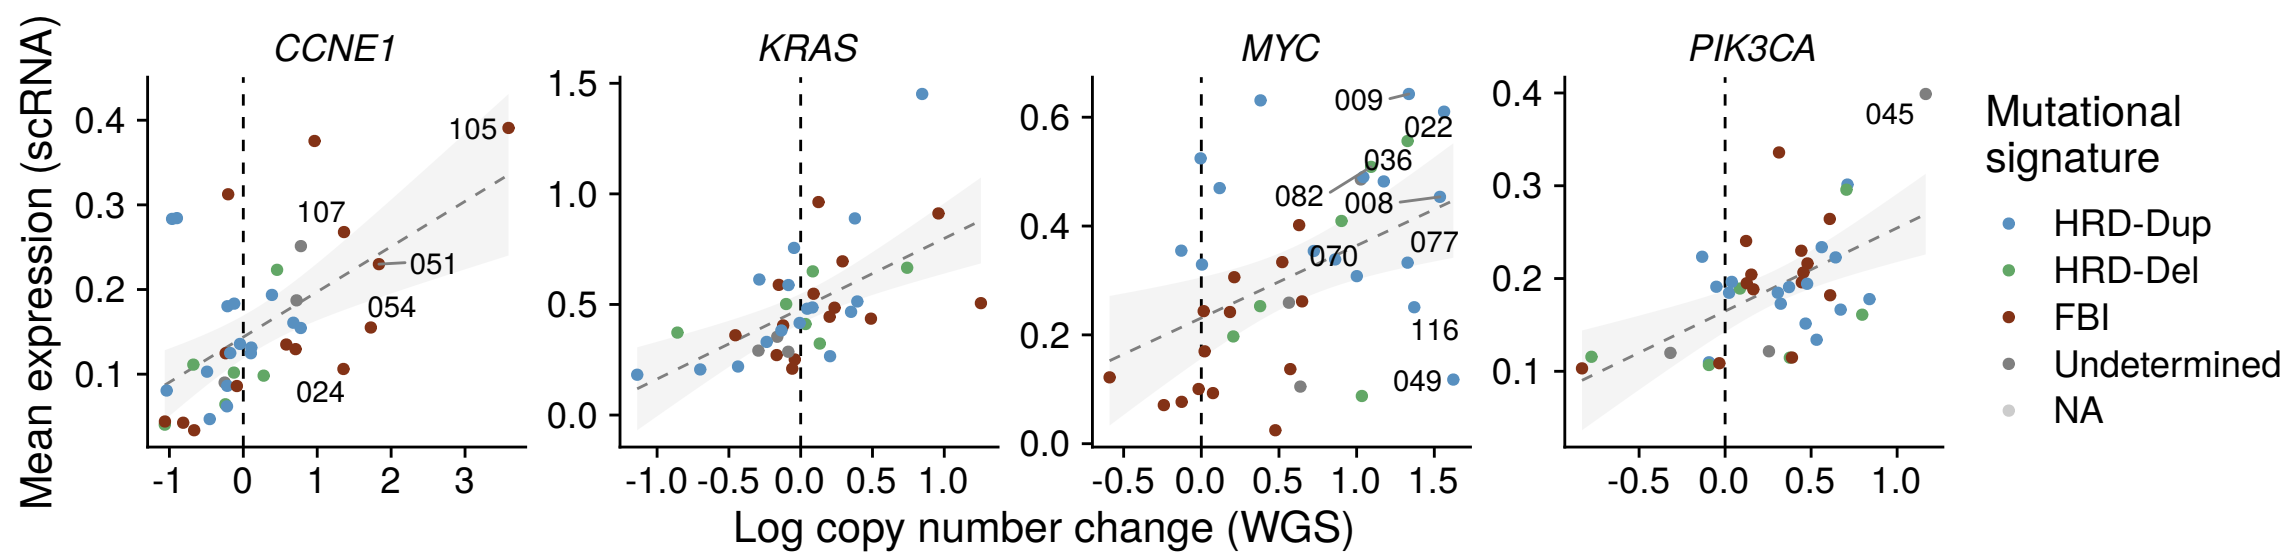 CCNE1
KRAS
MYC
PIK3CA
Mean expression (scRNA)
0.4
0.3
0.2
0.1
105
107
051
054
024
-1 0 1 2 3
1.5
1.0
0.5
0.0
-1.0 -0.5 0.0 0.5 1.0
0.6
0.4
0.2
0.0
009
022
036
082
008
070
077
116
049
-0.5 0.0 0.5 1.0 1.5
0.4
0.3
0.2
0.1
045
-0.5 0.0 0.5 1.0
Log copy number change (WGS)
Mutational
signature
HRD-Dup
HRD-Del
FBI
Undetermined
NA